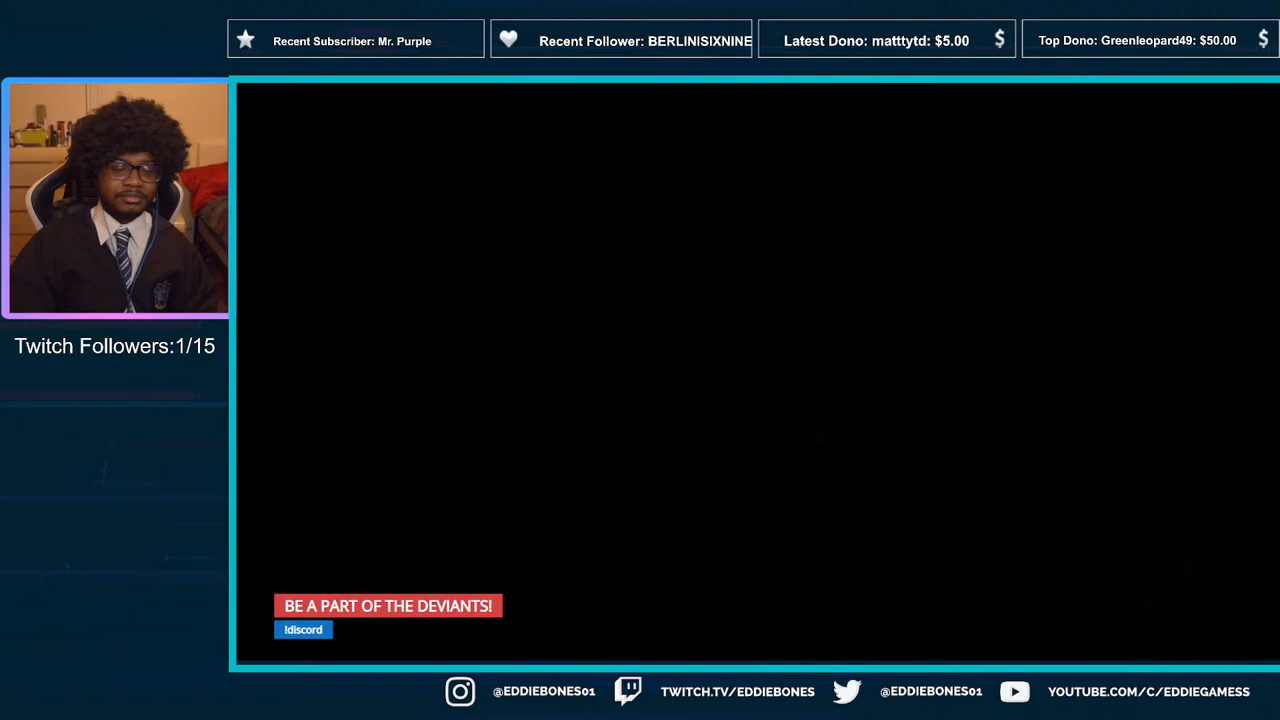 Recent Subscriber: Mr. Purple
Recent Follower: BERLINISIXNINE
Latest Dono: matttytd: $5.00
Top Dono: Greenleopard49: $50.00
Twitch Followers:1/15
BE A PART OF THE DEVIANTS!
!discord
@EDDIEBONES01
TWITCH.TV/EDDIEBONES
@EDDIEBONES01
YOUTUBE.COM/C/EDDIEGAMESS